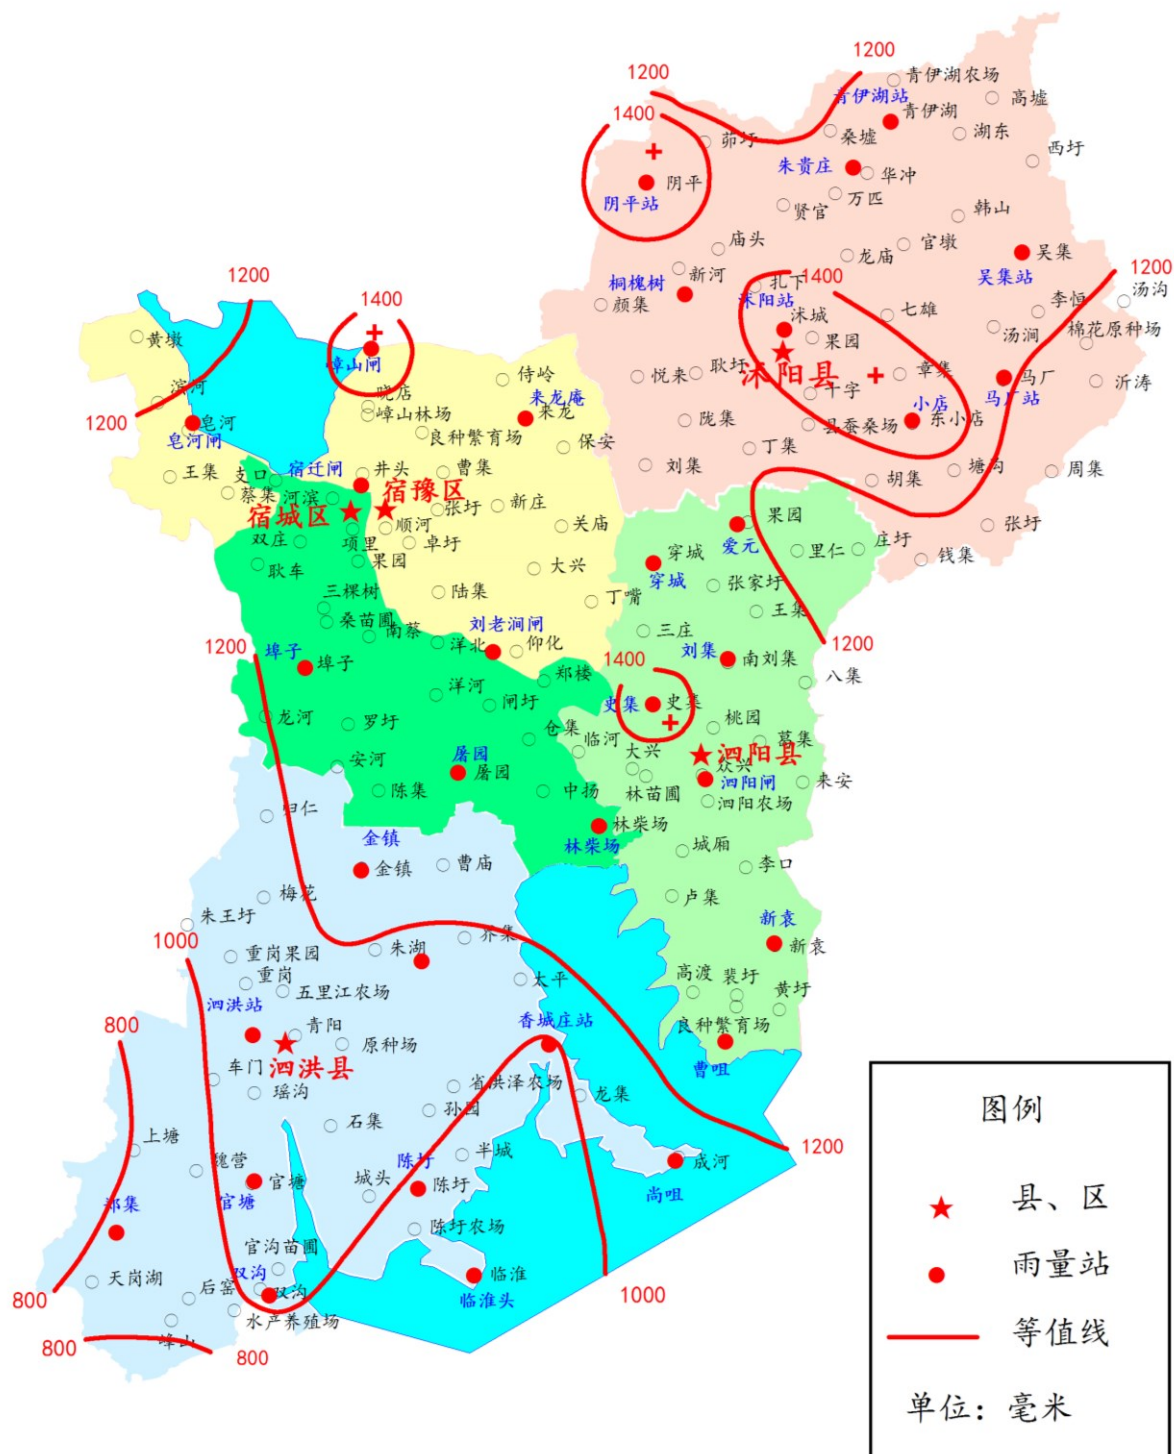 1200
1200
1400
青伊湖农场
高墟
青伊湖站
青伊湖
茆圩
桑墟
湖东
西圩
朱贵庄
华冲
阴平
阴平站
万匹
贤官
韩山
庙头
官墩
龙庙
吴集
吴集站
新河
桐槐树
扎下
1400
1200
1200
1400
颜集
沭阳站
沭城
七雄
李恒
汤沟
汤涧
棉花原种场
果园
黄墩
嶂山闸
沭阳县
耿圩
悦来
章集
马厂
马厂站
沂涛
侍岭
滨河
晓店
十字
来龙庵
来龙
小店
东小店
1200
皂河
皂河闸
嶂山林场
良种繁育场
陇集
县蚕桑场
保安
丁集
刘集
塘沟
周集
胡集
王集
支口
宿迁闸
井头
曹集
蔡集
河滨
宿豫区
宿城区
张圩
新庄
关庙
顺河
卓圩
项里
双庄
果园
耿车
大兴
果园
爱元
张圩
庄圩
里仁
钱集
穿城
穿城
张家圩
三棵树
陆集
丁嘴
王集
桑苗圃
南蔡
刘老涧闸
洋北
仰化
三庄
刘集
南刘集
1200
1200
埠子
埠子
1400
八集
郑楼
洋河
闸圩
史集
史集
龙河
罗圩
仓集
临河
桃园
葛集
泗阳县
安河
屠园
屠园
大兴
众兴
泗阳闸
来安
陈集
中扬
林苗圃
泗阳农场
归仁
林柴场
林柴场
金镇
金镇
曹庙
城厢
李口
梅花
卢集
朱王圩
新袁
新袁
1000
重岗果园
朱湖
界集
重岗
五里江农场
太平
高渡
裴圩
黄圩
800
泗洪站
青阳
香城庄站
良种繁育场
原种场
泗洪县
曹咀
车门
瑶沟
省洪泽农场
龙集
孙园
石集
图例
上塘
魏营
半城
成河
1200
官塘
官塘
陈圩
陈圩
城头
尚咀
县、区
郑集
陈圩农场
官沟苗圃
雨量站
天岗湖
双沟
双沟
后窑
临淮
临淮头
1000
800
水产养殖场
峰山
等值线
800
800
单位：毫米